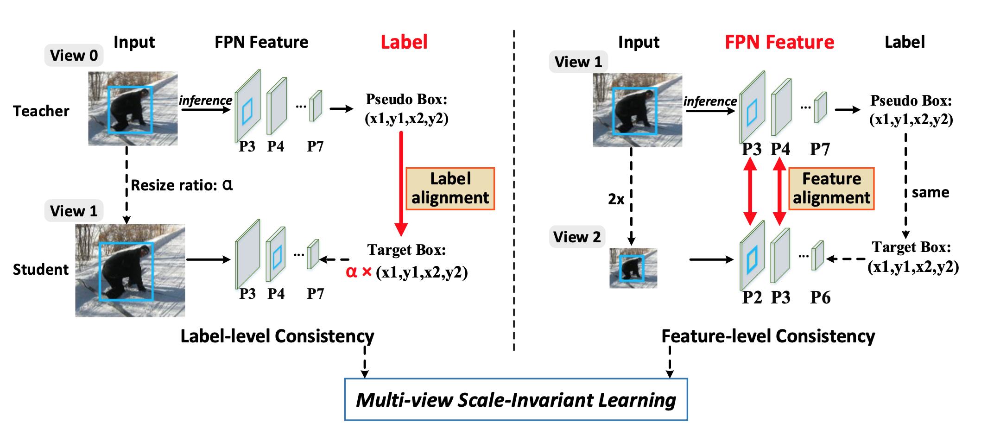 Input
FPN Feature
Label
View 0
Teacher
inference
P3
P4
...
P7
Pseudo Box:
(x1,y1,x2,y2)
Resize ratio: α
Label
alignment
View 1
Student
P3
P4
...
P7
Target Box:
α × (x1,y1,x2,y2)
Label-level Consistency
Input
FPN Feature
Label
View 1
inference
P3
P4
...
P7
Pseudo Box:
(x1,y1,x2,y2)
2x
Feature
alignment
same
View 2
P2
P3
...
P6
Target Box:
(x1,y1,x2,y2)
Feature-level Consistency
Multi-view Scale-Invariant Learning